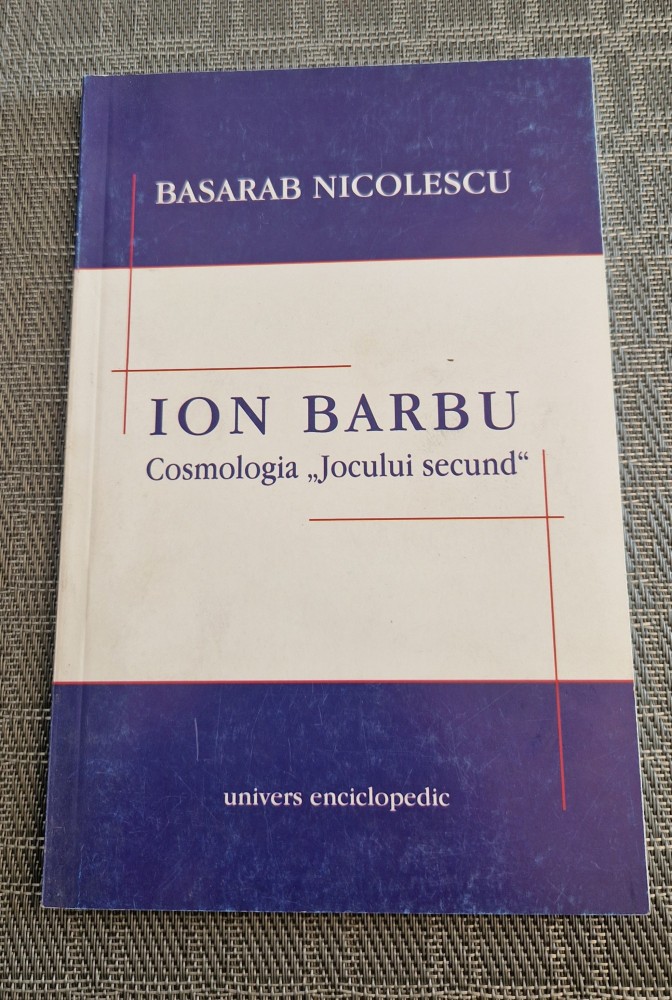 BASARAB NICOLESCU
ION BARBU
Cosmologia „Jocului secund“
univers enciclopedic